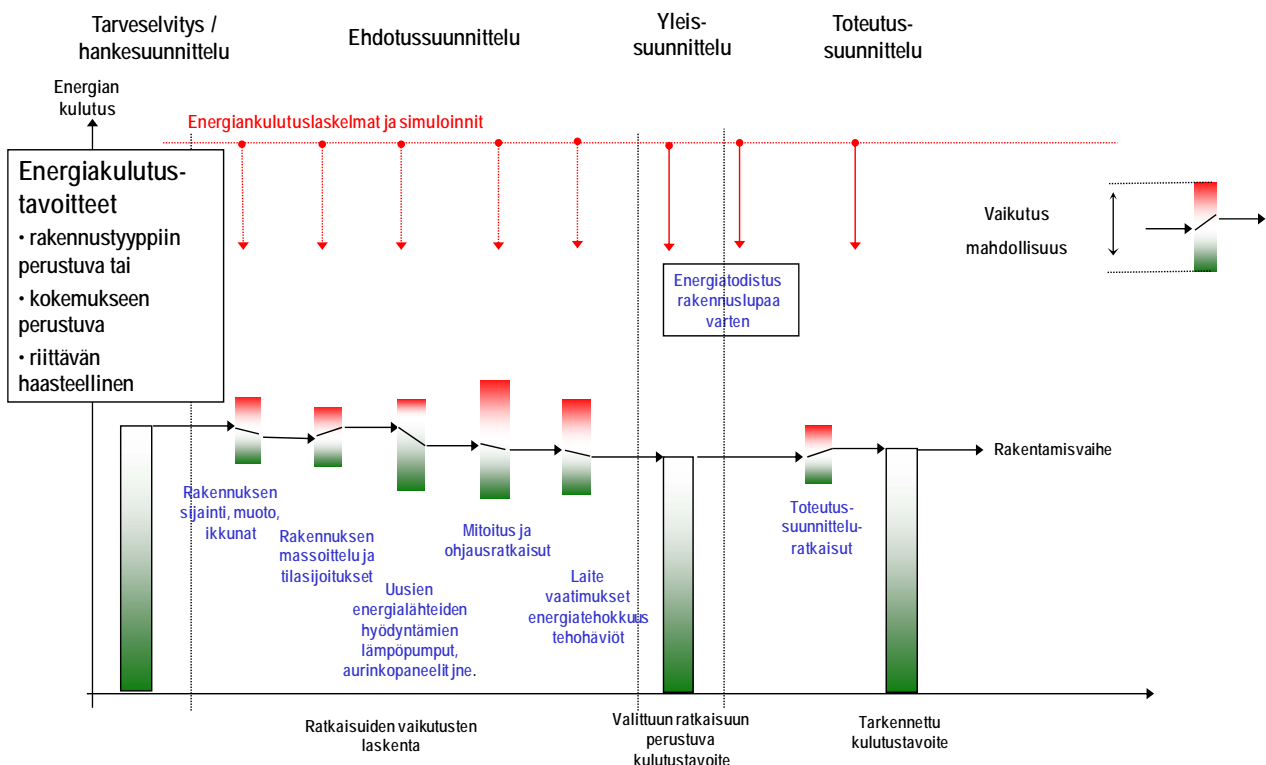 Tarveselvitys /
hankesuunnittelu
Ehdotussuunnittelu
Yleis-
suunnittelu
Toteutus-
suunnittelu
Energian
kulutus
Energiankulutuslaskelmat ja simuloinnit
Energiakulutus-
tavoitteet
• rakennustyyppiin
perustuva tai
• kokemukseen
perustuva
• riittävän
haasteellinen
Vaikutus
mahdollisuus
Energiatodistus
rakennuslupaa
varten
Rakentamisvaihe
Rakennuksen
sijainti, muoto,
ikkunat
Rakennuksen
massoittelu ja
tilasijoitukset
Uusien
energialähteiden
hyödyntämien
lämpöpumput,
aurinkopaneelit jne.
Mitoitus ja
ohjausratkaisut
Laite
vaatimukset
energiatehokkuus
tehohäviöt
Toteutus-
suunnittelu-
ratkaisut
Ratkaisuiden vaikutusten
laskenta
Valittuun ratkaisuun
perustuva
kulutustavoite
Tarkennettu
kulutustavoite